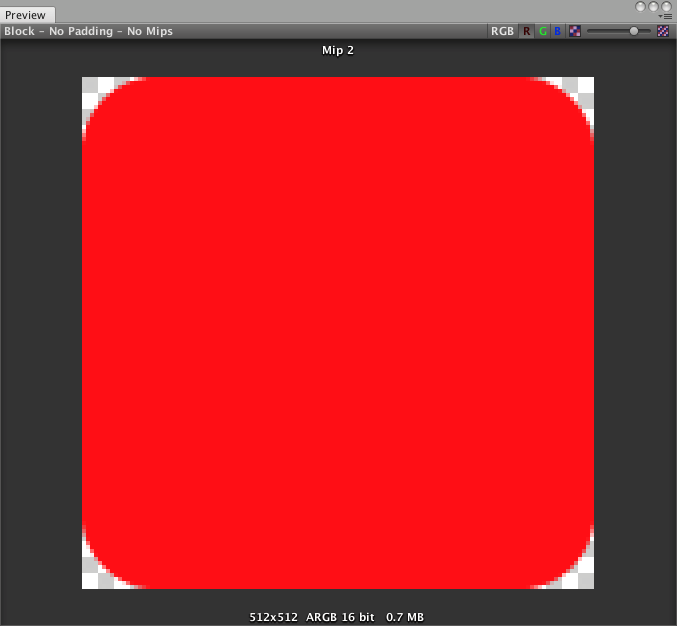 Preview
Block - No Padding - No Mips RGB R G B
Mip 2
512x512 ARGB 16 bit 0.7 MB